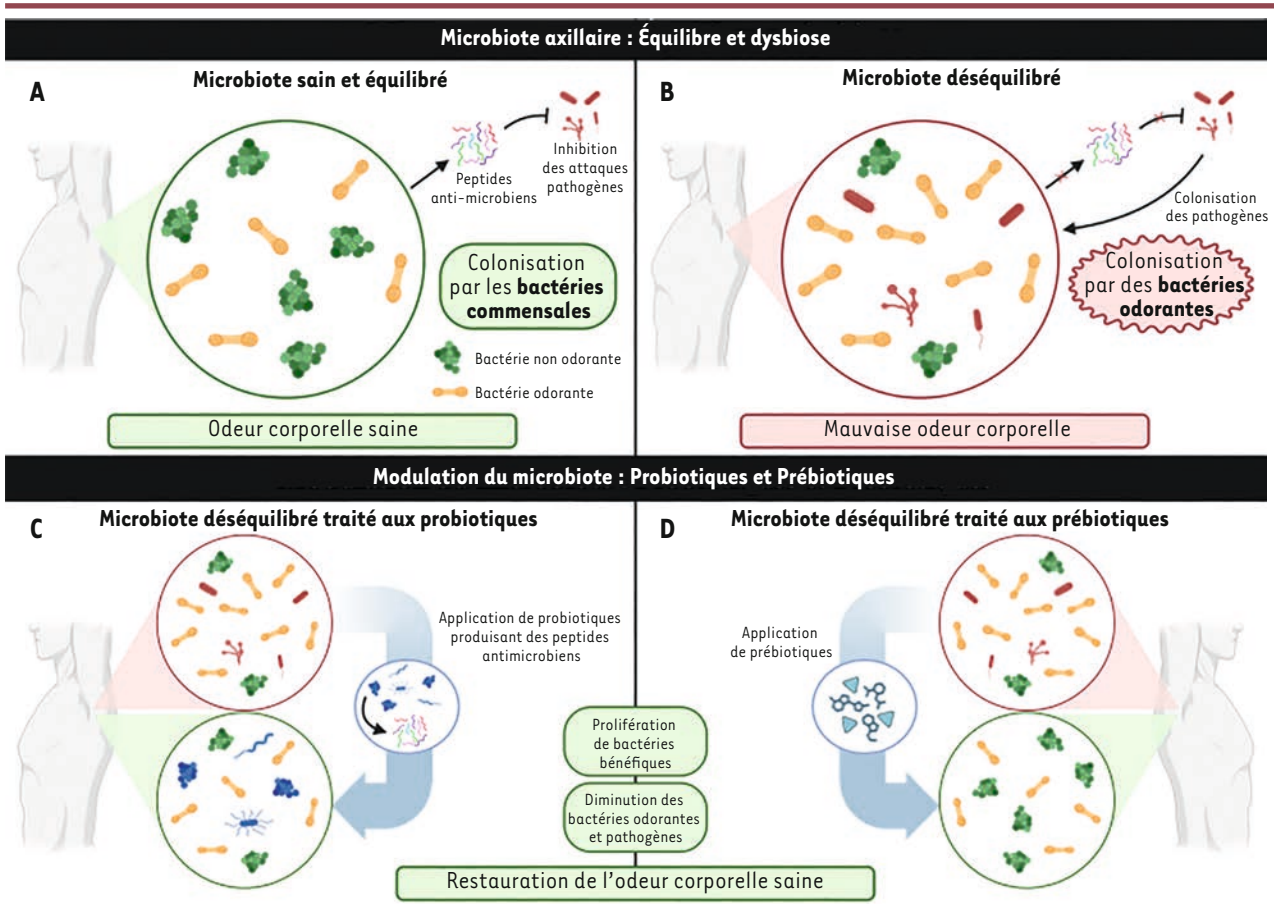 Microbiote axillaire : Équilibre et dysbiose
A
Microbiote sain et équilibré
Peptides
anti-microbiens
Inhibition
des attaques
pathogènes
Colonisation
par les bactéries
commensales
Bactérie non odorante
Bactérie odorante
Odeur corporelle saine
B
Microbiote déséquilibré
Colonisation
des pathogènes
Colonisation
par des bactéries
odorantes
Mauvaise odeur corporelle
Modulation du microbiote : Probiotiques et Prébiotiques
C
Microbiote déséquilibré traité aux probiotiques
Application de probiotiques
produisant des peptides
antimicrobiens
D
Microbiote déséquilibré traité aux prébiotiques
Application
de prébiotiques
Prolifération
de bactéries
bénéfiques
Diminution des
bactéries odorantes
et pathogènes
Restauration de l’odeur corporelle saine